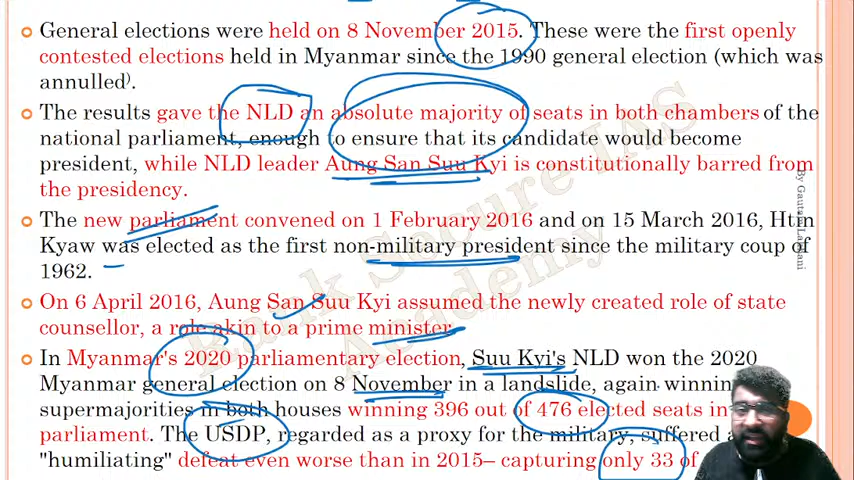 General elections were held on 8 November 2015. These were the first openly
contested elections held in Myanmar since the 1990 general election (which was
annulled).
The results gave the NLD an absolute majority of seats in both chambers of the
national parliament, enough to ensure that its candidate would become
president, while NLD leader Aung San Suu Kyi is constitutionally barred from
the presidency.
The new parliament convened on 1 February 2016 and on 15 March 2016, Htin
Kyaw was elected as the first non-military president since the military coup of
1962.
On 6 April 2016, Aung San Suu Kyi assumed the newly created role of state
counsellor, a role akin to a prime minister.
In Myanmar's 2020 parliamentary election, Suu Kyi's NLD won the 2020
Myanmar general election on 8 November in a landslide, again winning
supermajorities in both houses winning 396 out of 476 elected seats in
parliament. The USDP, regarded as a proxy for the military, suffered a
"humiliating" defeat even worse than in 2015– capturing only 33 of
Rank Secure IAS
Academy
By Gautam